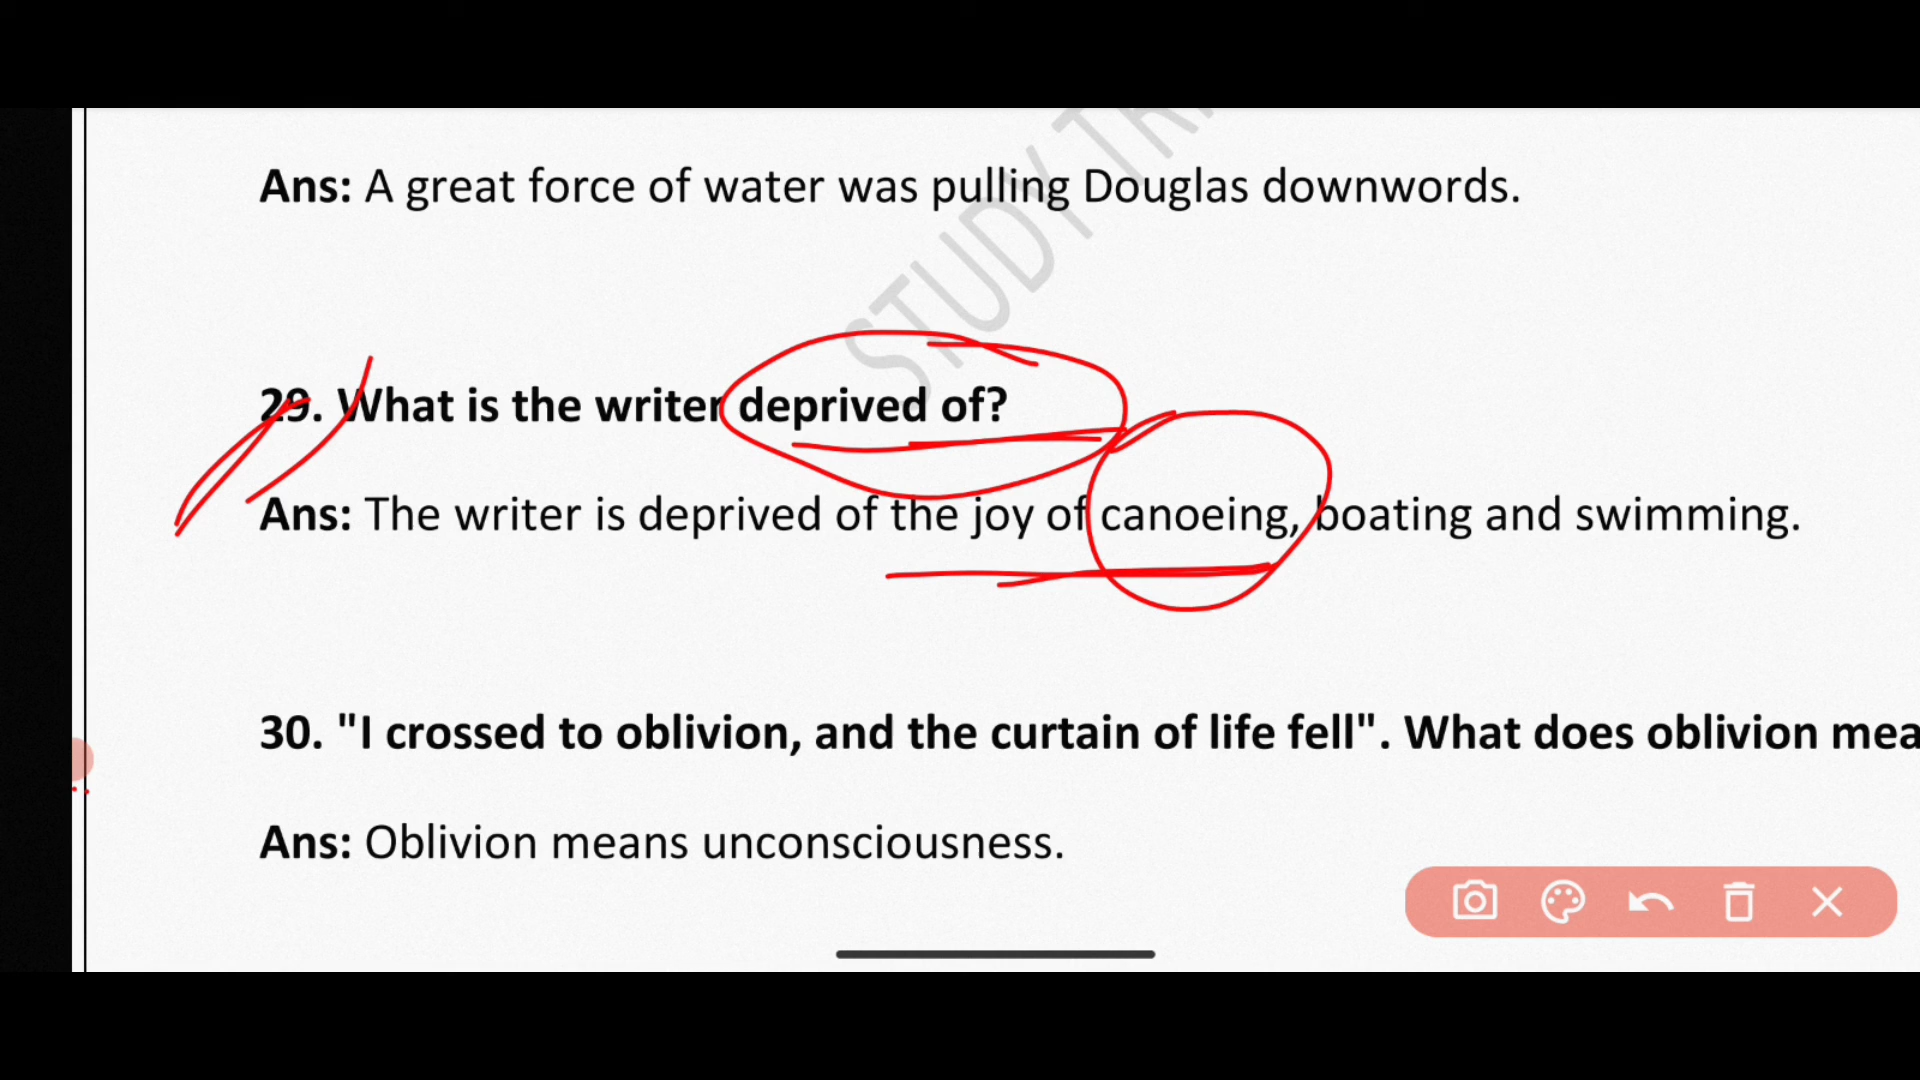 STUDY TRI
Ans: A great force of water was pulling Douglas downwords.
29. What is the writer deprived of?
Ans: The writer is deprived of the joy of canoeing, boating and swimming.
30. "I crossed to oblivion, and the curtain of life fell". What does oblivion mea
Ans: Oblivion means unconsciousness.